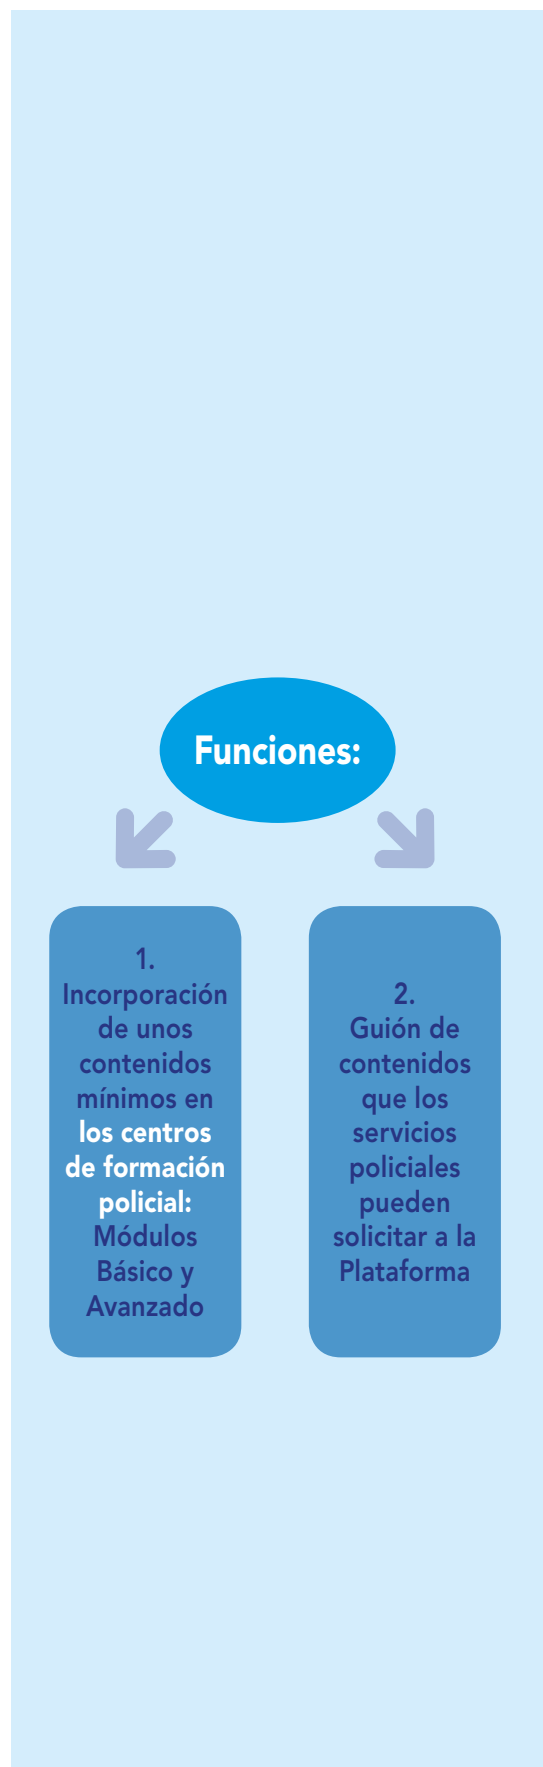 Funciones:
1.
Incorporación
de unos
contenidos
mínimos en
los centros
de formación
policial:
Módulos
Básico y
Avanzado
2.
Guión de
contenidos
que los
servicios
policiales
pueden
solicitar a la
Plataforma